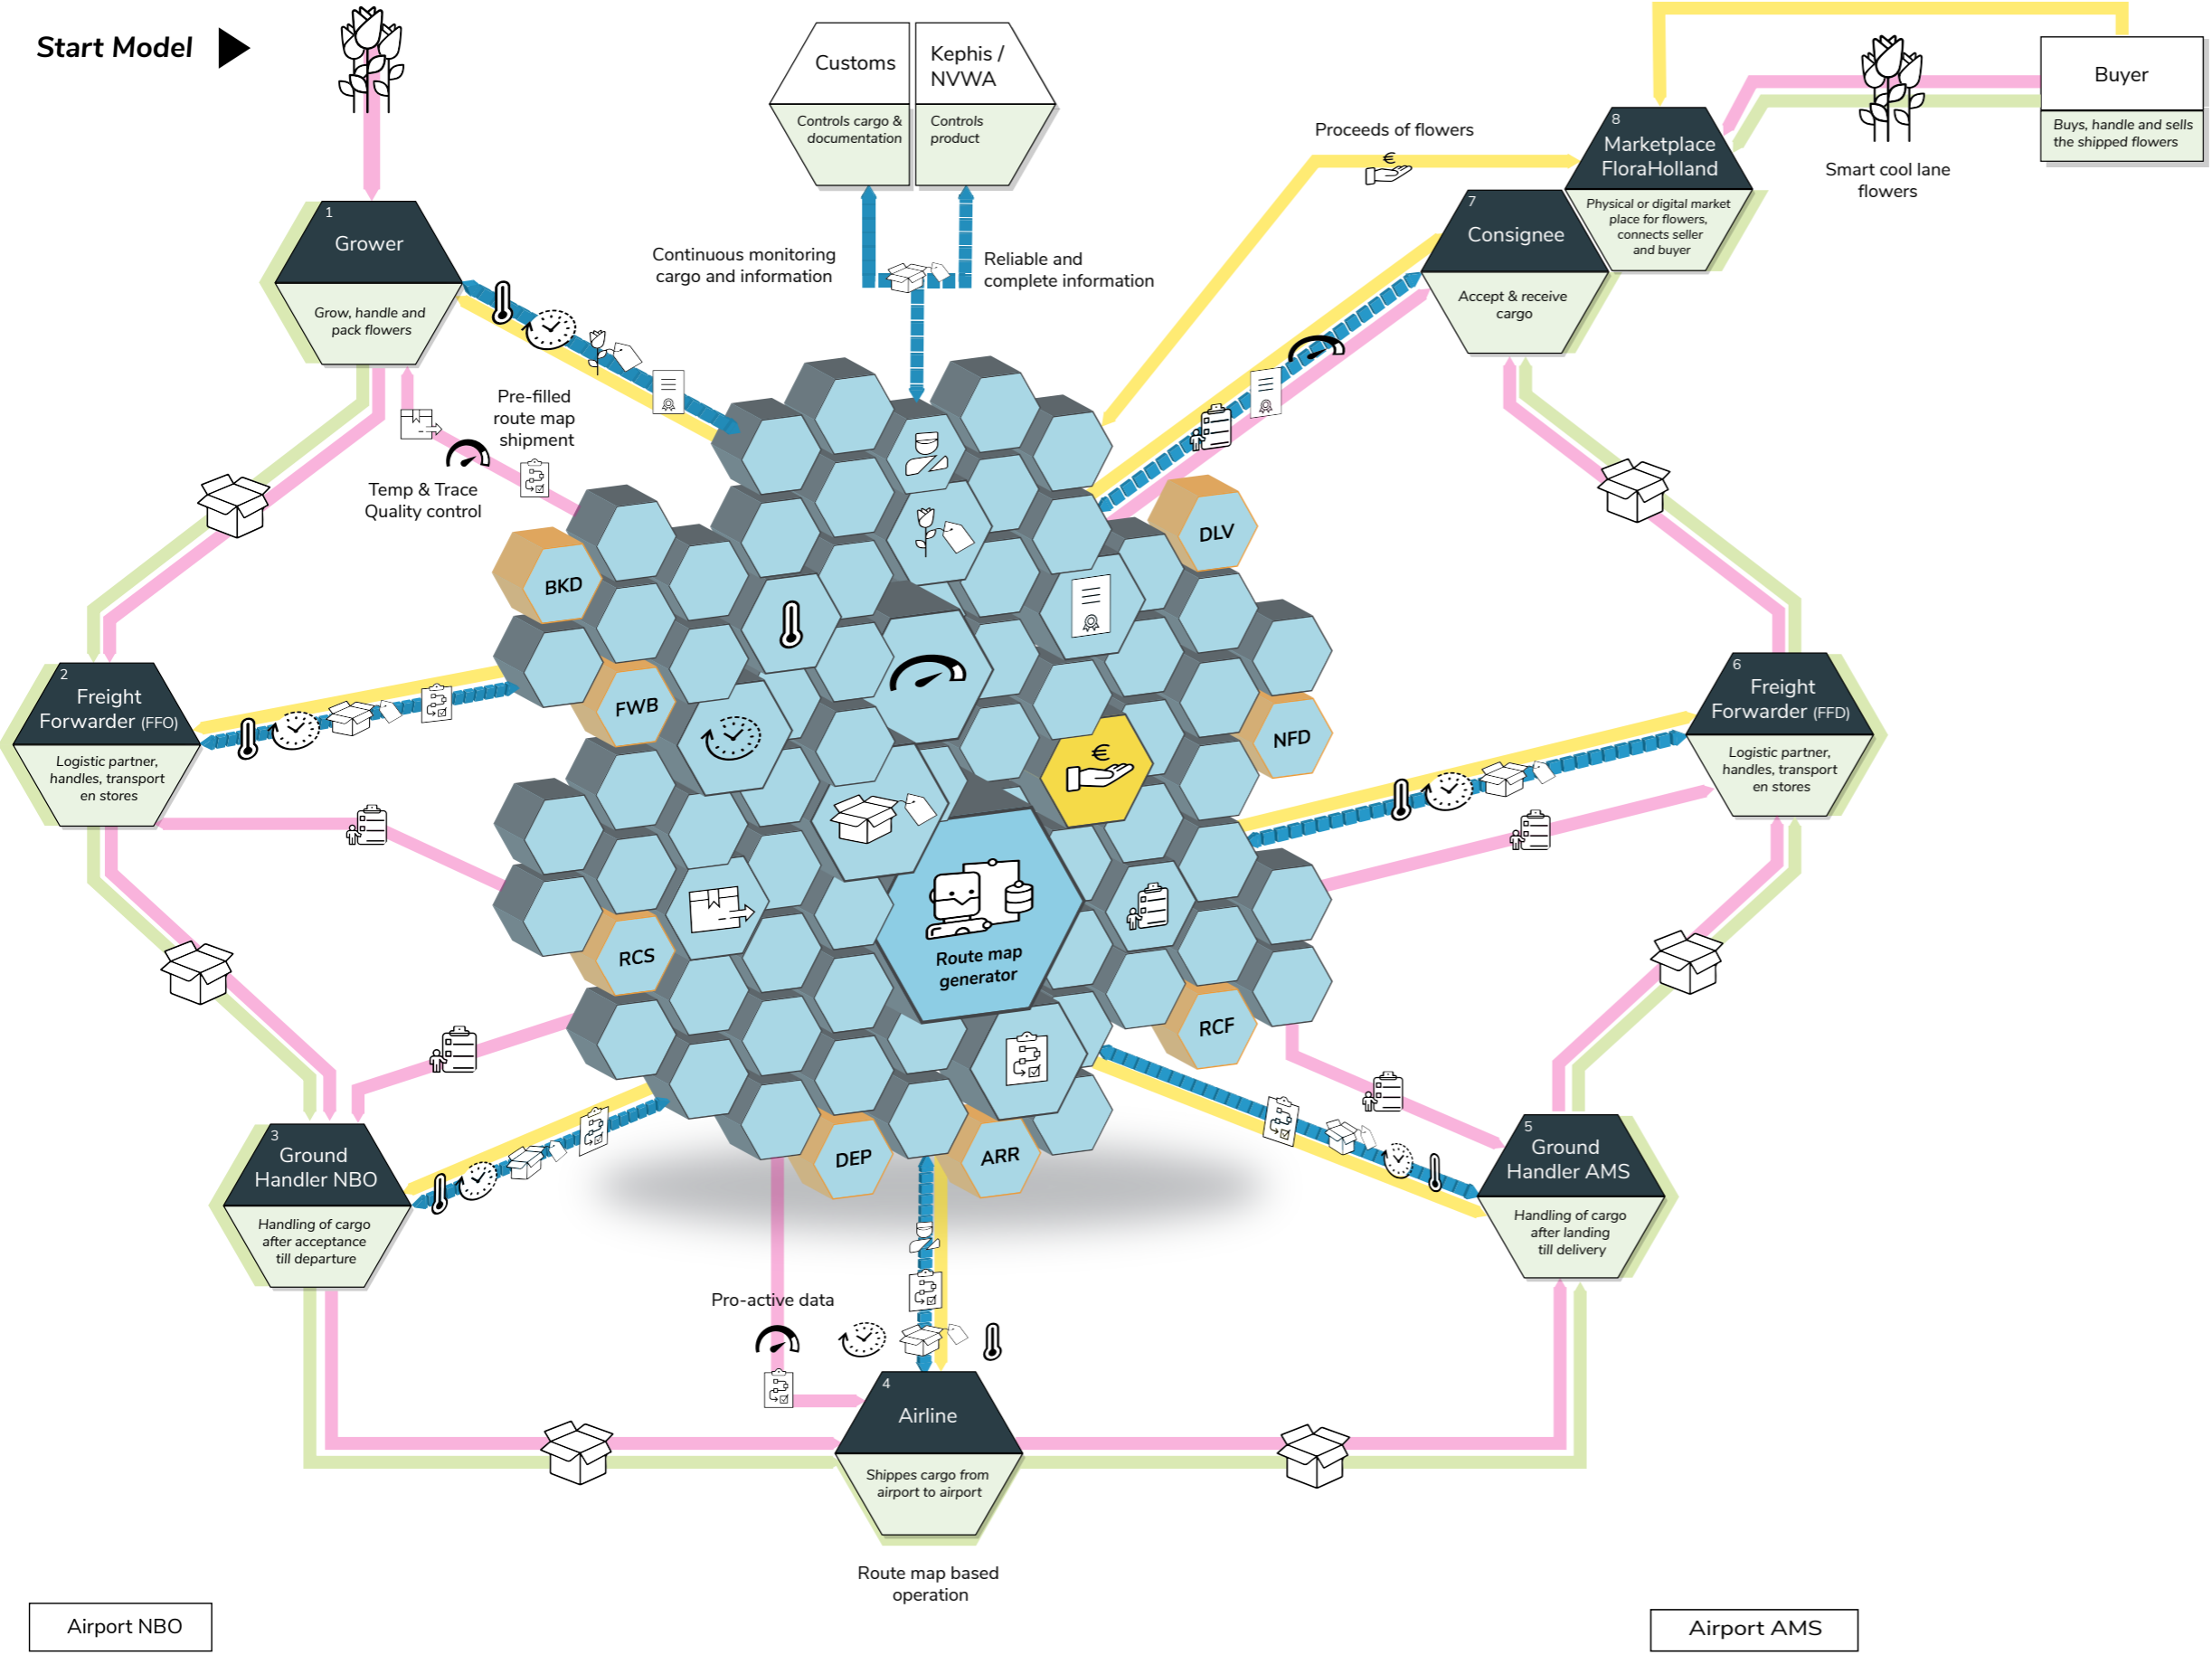 Start Model
Customs
Kephis /
NVWA
Controls cargo &
documentation
Controls
product
Buyer
Buys, handle and sells
the shipped flowers
8
Marketplace
FloraHolland
Physical or digital market
place for flowers,
connects seller
and buyer
Smart cool lane
flowers
Proceeds of flowers
1
Grower
Grow, handle and
pack flowers
7
Consignee
Accept & receive
cargo
Continuous monitoring
cargo and information
Reliable and
complete information
Pre-filled
route map
shipment
Temp & Trace
Quality control
BKD
DLV
FWB
NFD
€
€
2
Freight
Forwarder (FFO)
Logistic partner,
handles, transport
en stores
6
Freight
Forwarder (FFD)
Logistic partner,
handles, transport
en stores
Route map
generator
RCS
RCF
DEP
ARR
3
Ground
Handler NBO
Handling of cargo
after acceptance
till departure
5
Ground
Handler AMS
Handling of cargo
after landing
till delivery
Pro-active data
4
Airline
Shippes cargo from
airport to airport
Route map based
operation
Airport NBO
Airport AMS